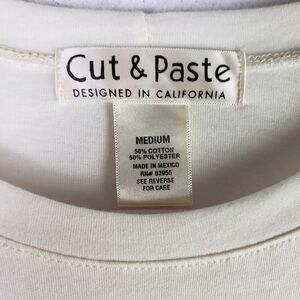 Cut & Paste
DESIGNED IN CALIFORNIA
MEDIUM
50% COTTON
50% POLYESTER
MADE IN MEXICO
RN# 83955
SEE REVERSE
FOR CARE